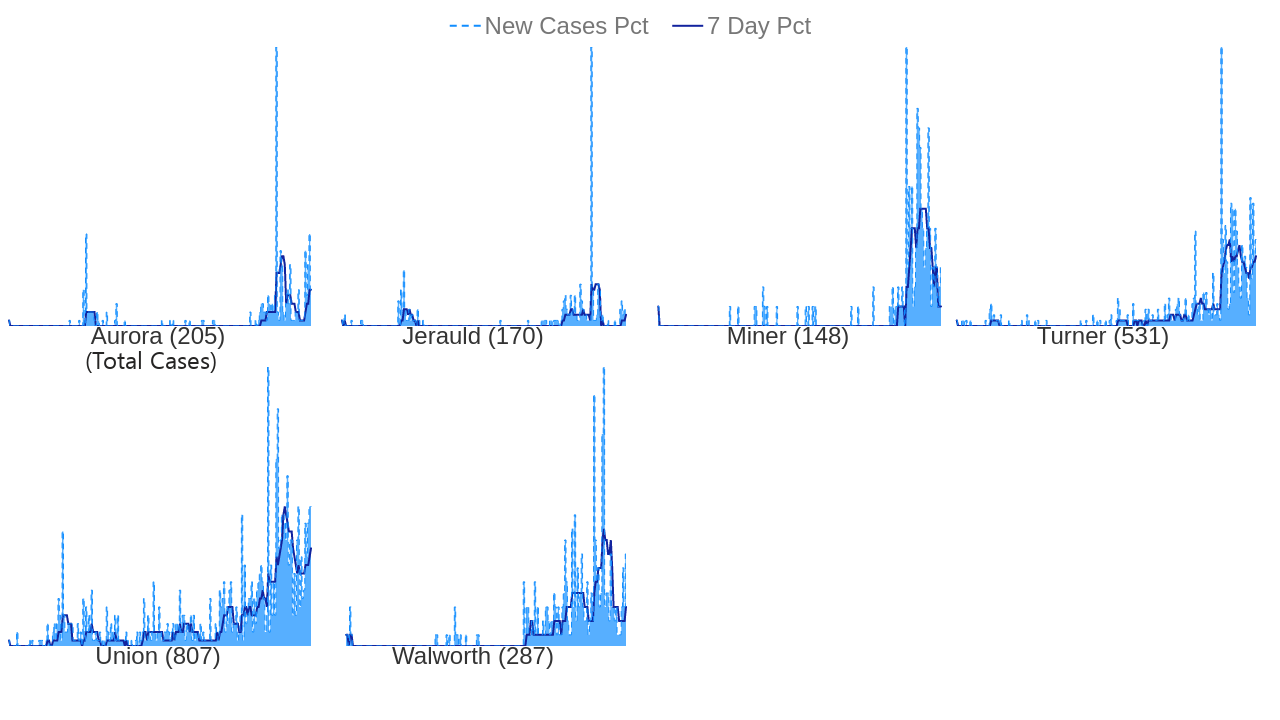 New Cases Pct 7 Day Pct
Aurora (205) Jerauld (170) Miner (148) Turner (531)
(Total Cases)
Union (807) Walworth (287)